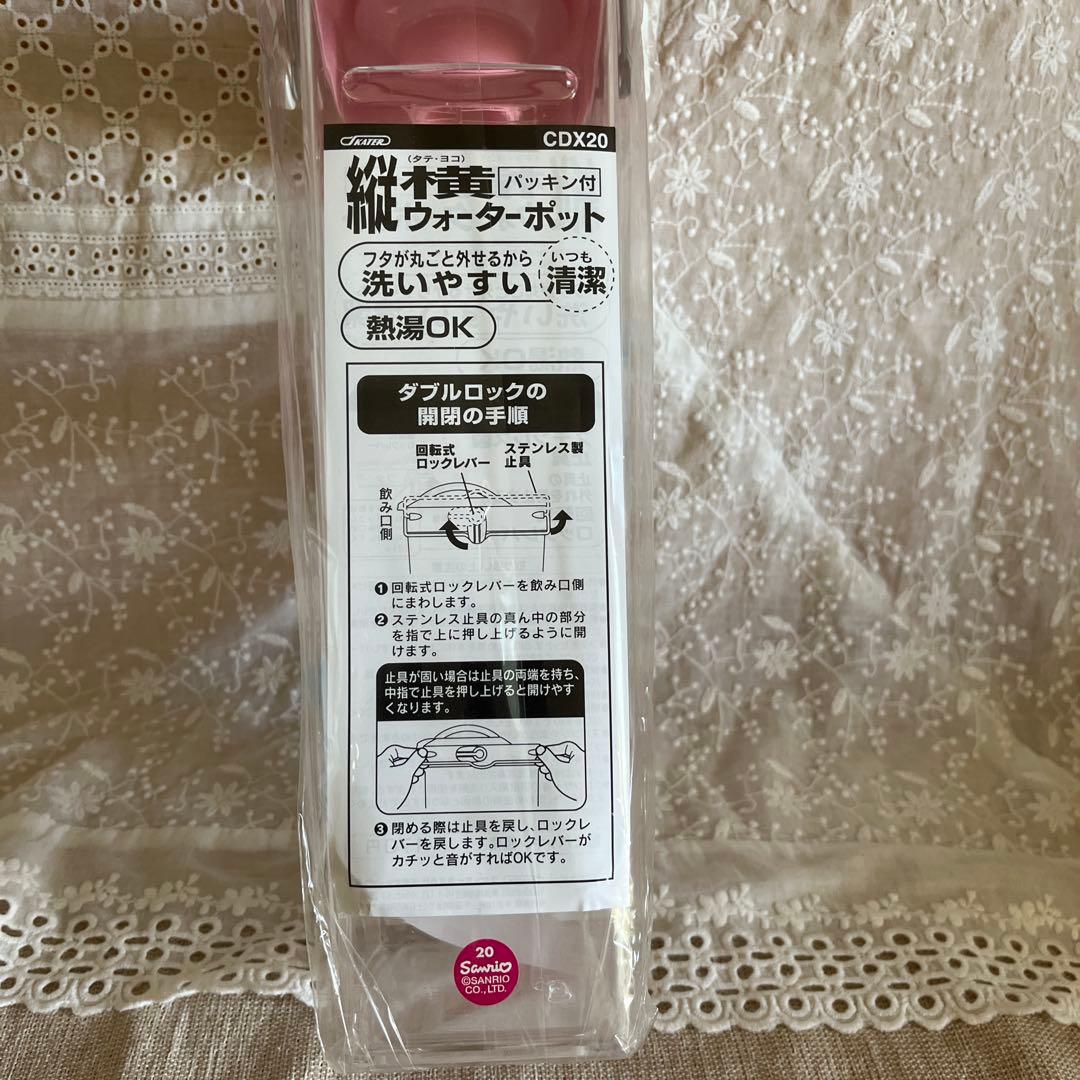 SKATER
CDX20
(タテ・ヨコ)
縦横 パッキン付
ウォーターポット
フタが丸ごと外せるから
洗いやすい
いつも
清潔
熱湯OK
ダブルロックの
開閉の手順
回転式
ロックレバー
ステンレス製
止具
飲み口側
❶回転式ロックレバーを飲み口側
にまわします。
❷ステンレス止具の真ん中の部分
を指で上に押し上げるように開
けます。
止具が固い場合は止具の両端を持ち、
中指で止具を押し上げると開けやす
くなります。
❸閉める際は止具を戻し、ロックレ
バーを戻します。ロックレバーが
カチッと音がすればOKです。
20
Sanrio
©SANRIO
CO.,LTD.